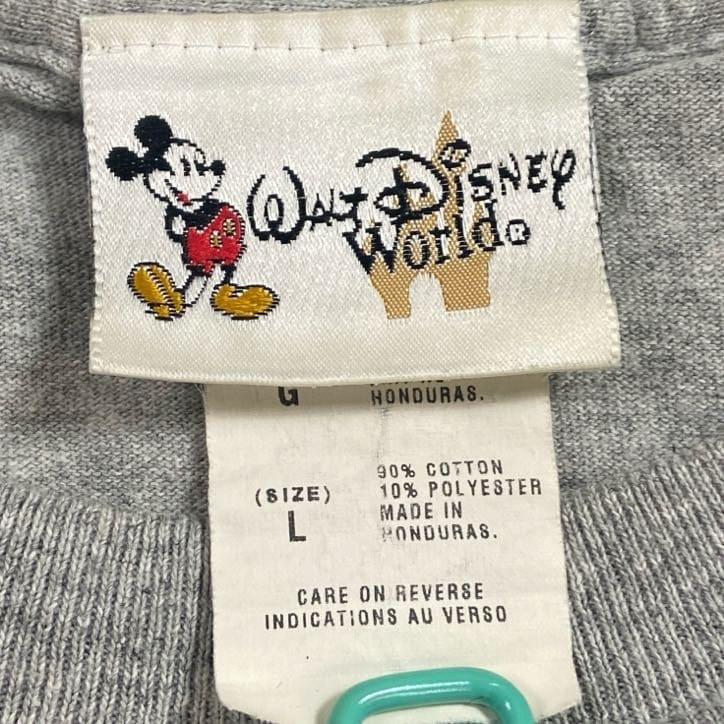 WALT DISNEY
World®
G
HONDURAS.
90% COTTON
(SIZE) 10% POLYESTER
L MADE IN
HONDURAS.
CARE ON REVERSE
INDICATIONS AU VERSO